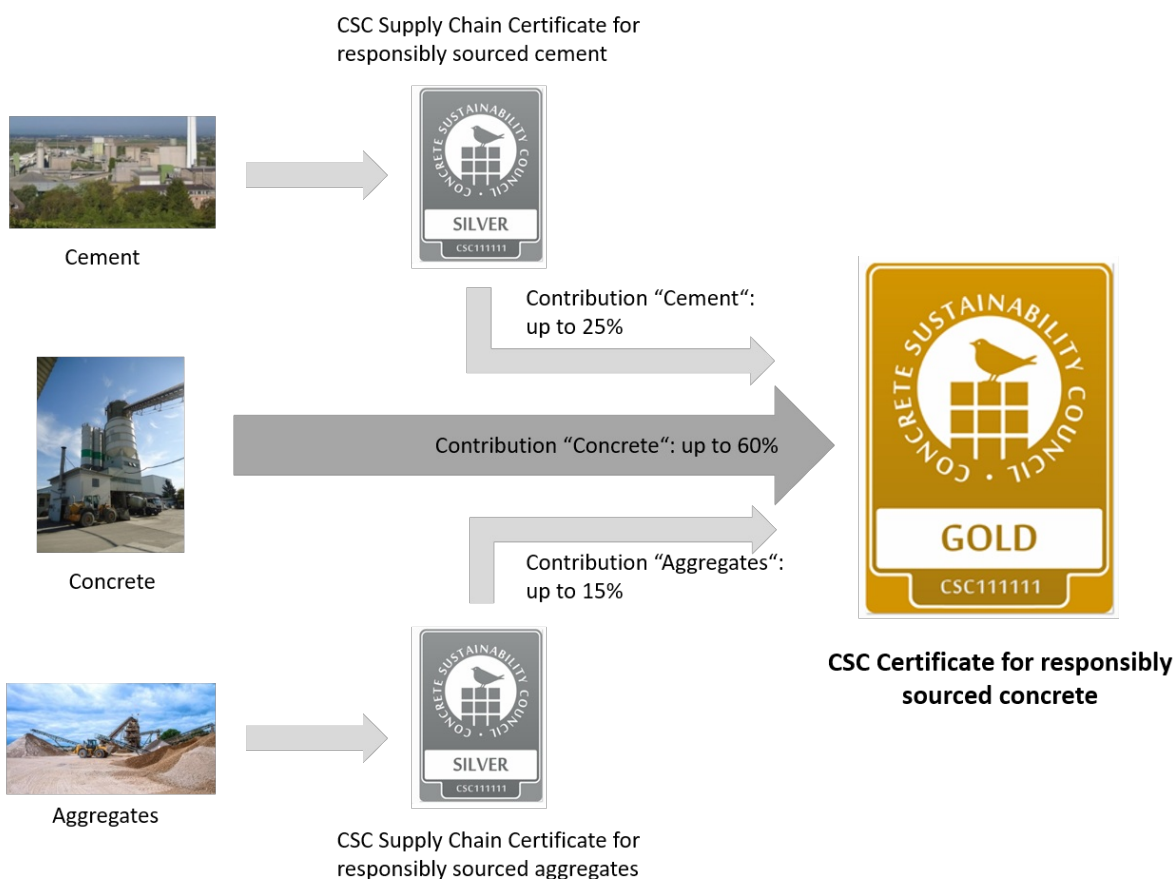 CSC Supply Chain Certificate for
responsibly sourced cement
CONCRETE SUSTAINABILITY COUNCIL ·
SILVER
CSC111111
Cement
Contribution “Cement“:
up to 25%
Contribution “Concrete“: up to 60%
Concrete
Contribution “Aggregates“:
up to 15%
CONCRETE SUSTAINABILITY COUNCIL ·
GOLD
CSC111111
CSC Certificate for responsibly
sourced concrete
CONCRETE SUSTAINABILITY COUNCIL ·
SILVER
CSC111111
Aggregates
CSC Supply Chain Certificate for
responsibly sourced aggregates